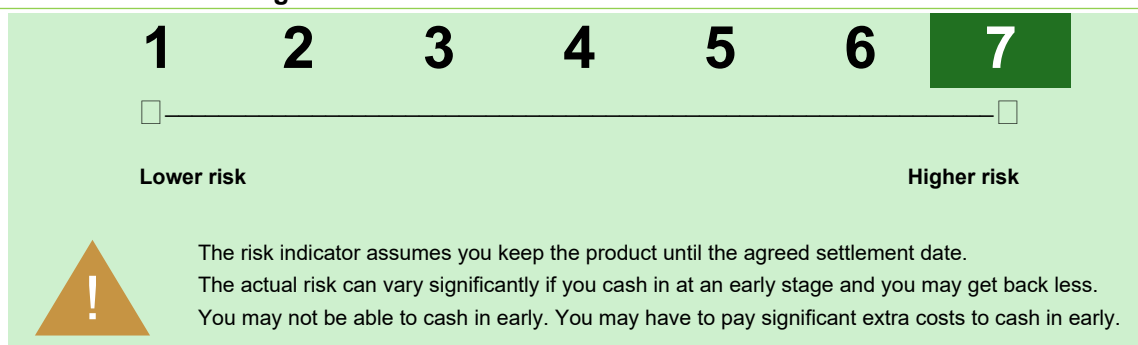 1 2 3 4 5 6 7
Lower risk Higher risk
The risk indicator assumes you keep the product until the agreed settlement date.
! The actual risk can vary significantly if you cash in at an early stage and you may get back less.
You may not be able to cash in early. You may have to pay significant extra costs to cash in early.